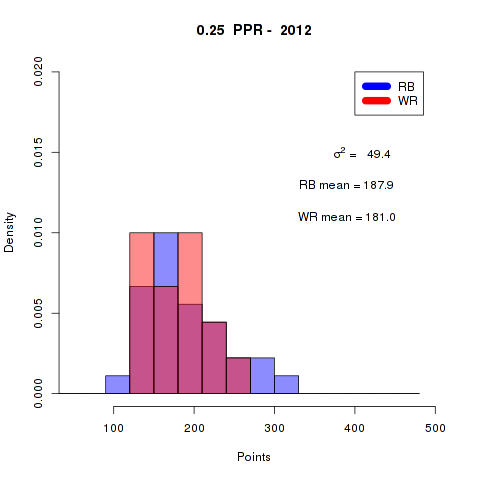 0.25 PPR - 2012
RB
WR
σ² = 49.4
RB mean = 187.9
WR mean = 181.0
Density
0.020
0.015
0.010
0.005
0.000
100 200 300 400 500
Points